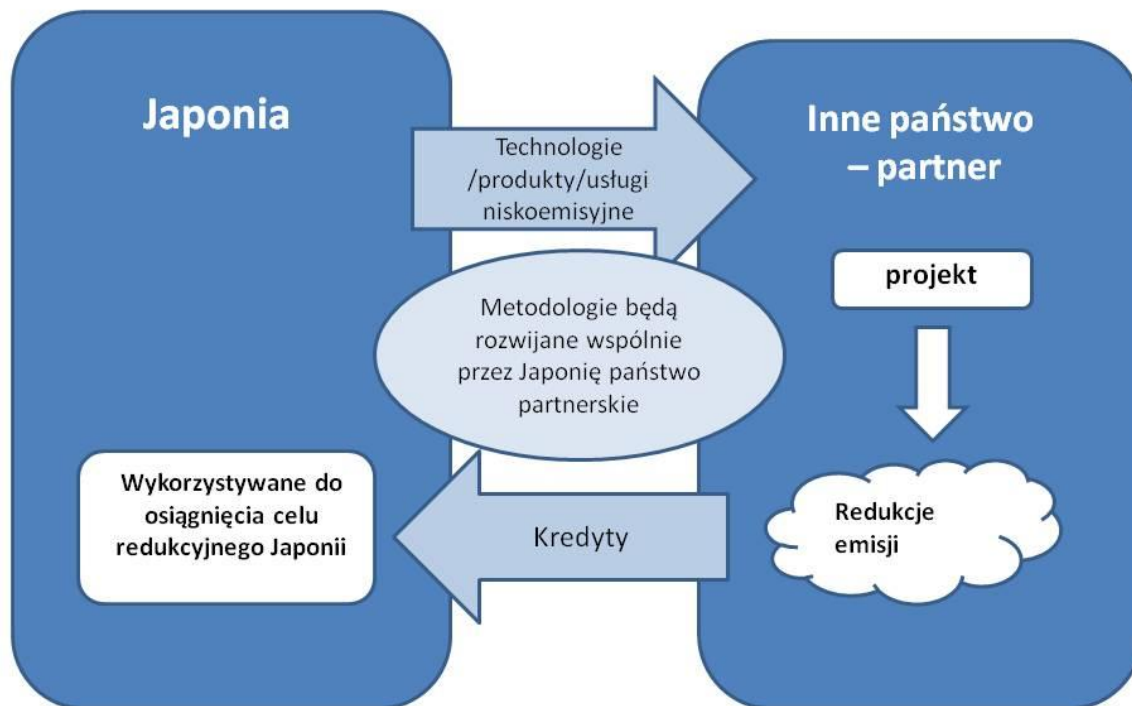 Japonia
Technologie
/produkty/usługi
niskoemisyjne
Inne państwo
– partner
projekt
Metodologie będą
rozwijane wspólnie
przez Japonię państwo
partnerskie
Wykorzystywane do
osiągnięcia celu
redukcyjnego Japonii
Kredyty
Redukcje
emisji